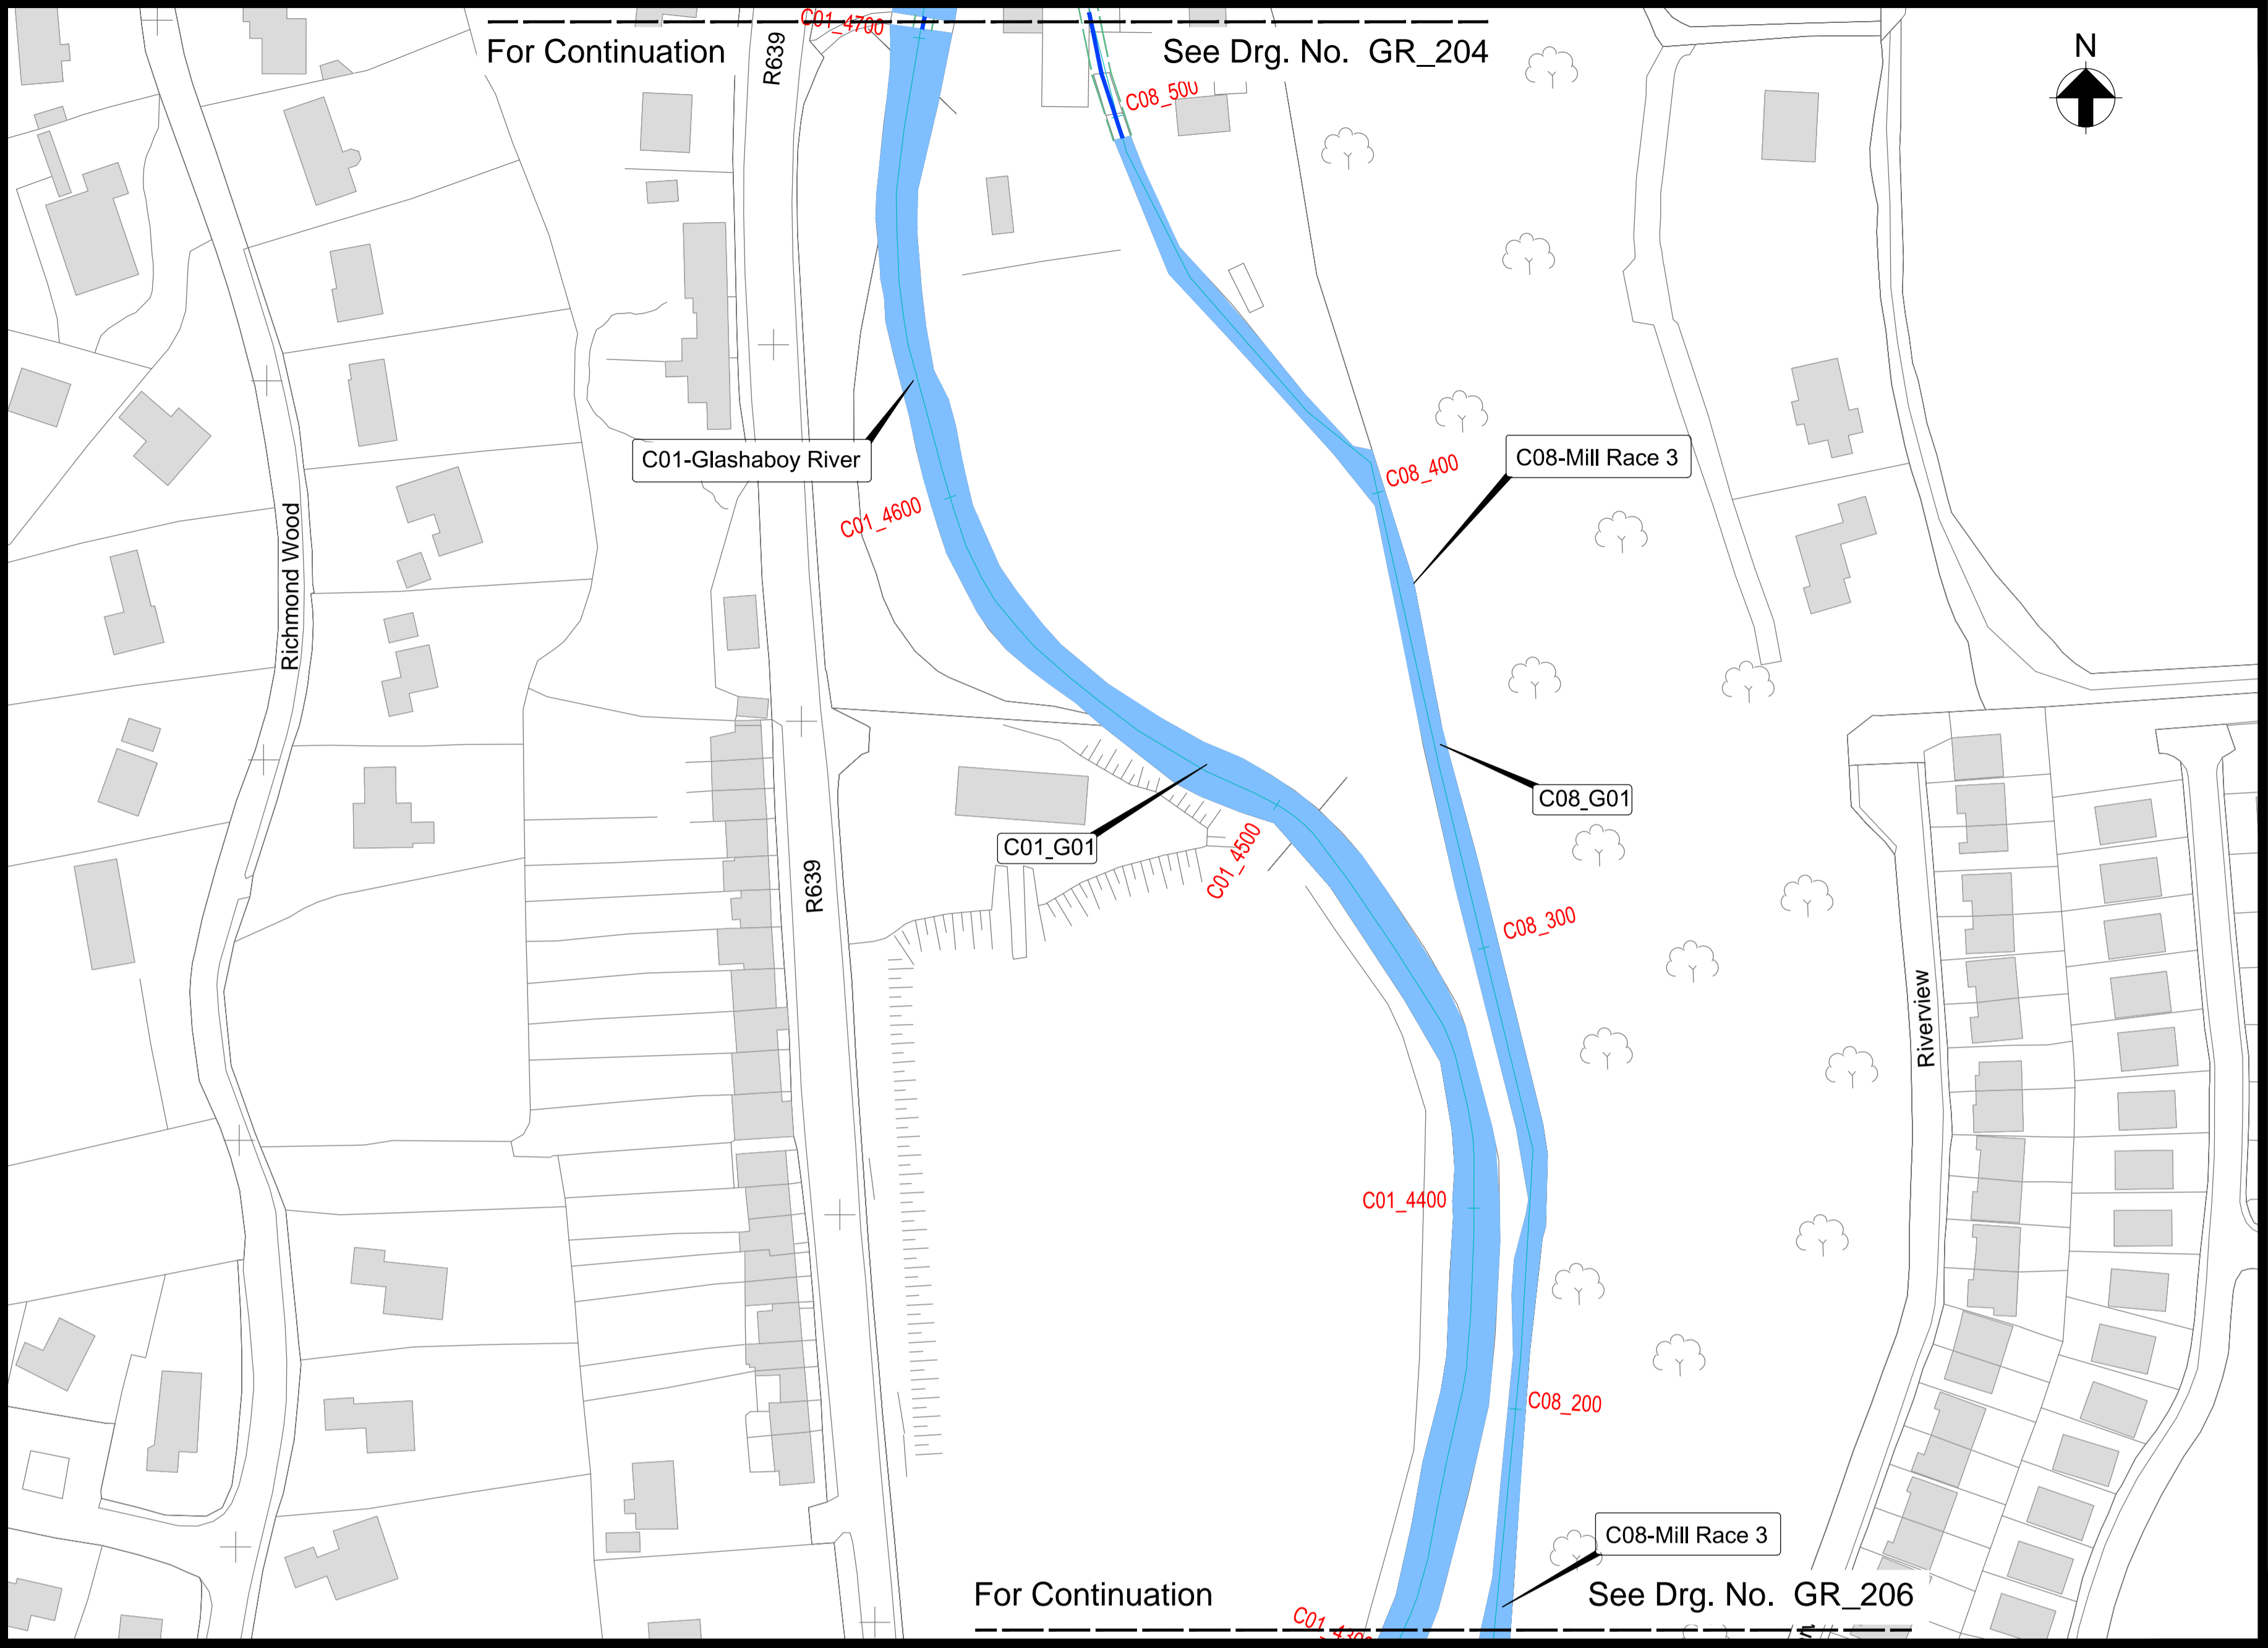 C01_4700
For Continuation
See Drg. No. GR_204
N
R639
C08_500
C01-Glashaboy River
C08-Mill Race 3
C08_400
C01_4600
Richmond Wood
C08_G01
C01_G01
C01_4500
R639
C08_300
Riverview
C01_4400
C08_200
C08-Mill Race 3
For Continuation
See Drg. No. GR_206